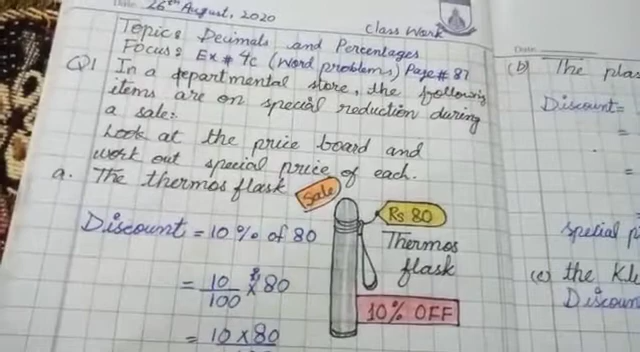 Date: 26th August, 2020
Class Work
Topic: Decimals and Percentages
Focus: Ex # 4c (Word problems) Page # 87
Q1 In a departmental store, the following
items are on special reduction during
a sale:
Look at the price board and
work out special price of each.
a. The thermos flask
Sale
Rs 80
Thermos
flask
10% OFF
Discount = 10% of 80
= 10/100 × 80
= 10 × 80
Date:
(b) The
Discount =
=
=
special
(c) the
Discoun